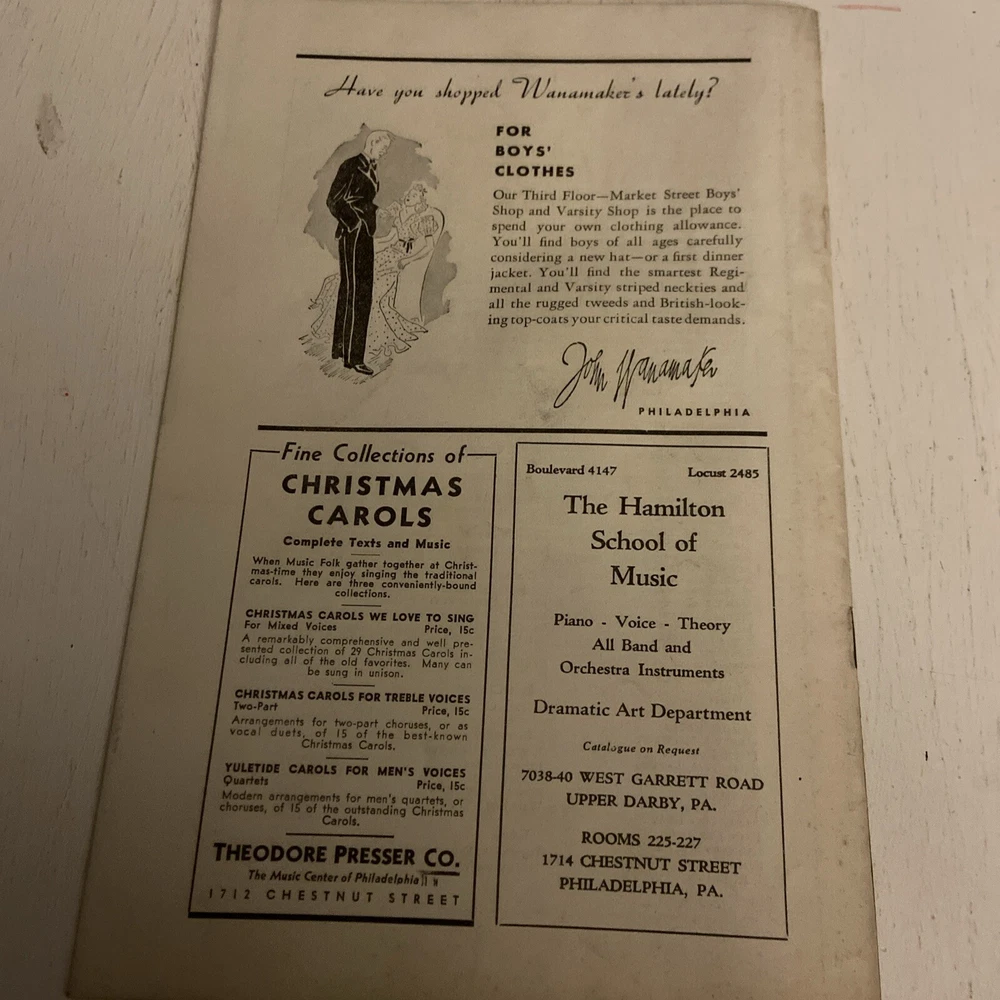 Have you shopped Wanamaker's lately?
FOR
BOYS'
CLOTHES
Our Third Floor—Market Street Boys'
Shop and Varsity Shop is the place to
spend your own clothing allowance.
You'll find boys of all ages carefully
considering a new hat—or a first dinner
jacket. You'll find the smartest Regi-
mental and Varsity striped neckties and
all the rugged tweeds and British-look-
ing top-coats your critical taste demands.
John Wanamaker
PHILADELPHIA
Fine Collections of
CHRISTMAS
CAROLS
Complete Texts and Music
When Music Folk gather together at Christ-
mas-time they enjoy singing the traditional
carols. Here are three conveniently-bound
collections.
CHRISTMAS CAROLS WE LOVE TO SING
For Mixed Voices Price, 15c
A remarkably comprehensive and well pre-
sented collection of 29 Christmas Carols in-
cluding all of the old favorites. Many can
be sung in unison.
CHRISTMAS CAROLS FOR TREBLE VOICES
Two-Part Price, 15c
Arrangements for two-part choruses, or as
vocal duets, of 15 of the best-known
Christmas Carols.
YULETIDE CAROLS FOR MEN'S VOICES
Quartets Price, 15c
Modern arrangements for men's quartets, or
choruses, of 15 of the outstanding Christmas
Carols.
THEODORE PRESSER CO.
The Music Center of Philadelphia
1712 CHESTNUT STREET
Boulevard 4147 Locust 2485
The Hamilton
School of
Music
Piano - Voice - Theory
All Band and
Orchestra Instruments
Dramatic Art Department
Catalogue on Request
7038-40 WEST GARRETT ROAD
UPPER DARBY, PA.
ROOMS 225-227
1714 CHESTNUT STREET
PHILADELPHIA, PA.